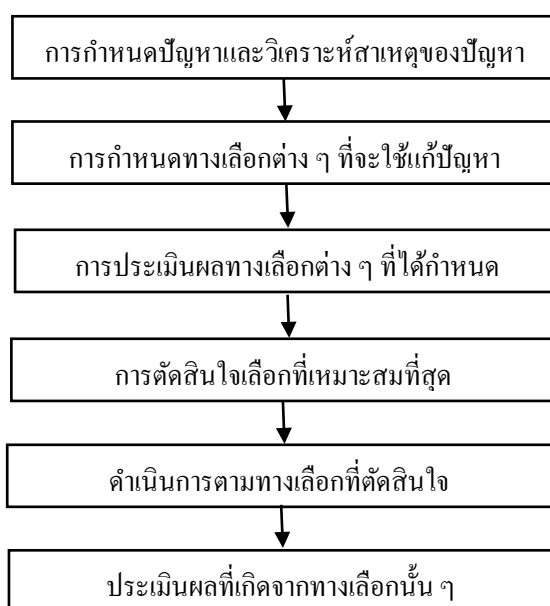 การกำหนดปัญหาและวิเคราะห์สาเหตุของปัญหา
การกำหนดทางเลือกต่าง ๆ ที่จะใช้แก้ปัญหา
การประเมินผลทางเลือกต่าง ๆ ที่ได้กำหนด
การตัดสินใจเลือกที่เหมาะสมที่สุด
ดำเนินการตามทางเลือกที่ตัดสินใจ
ประเมินผลที่เกิดจากทางเลือกนั้น ๆ